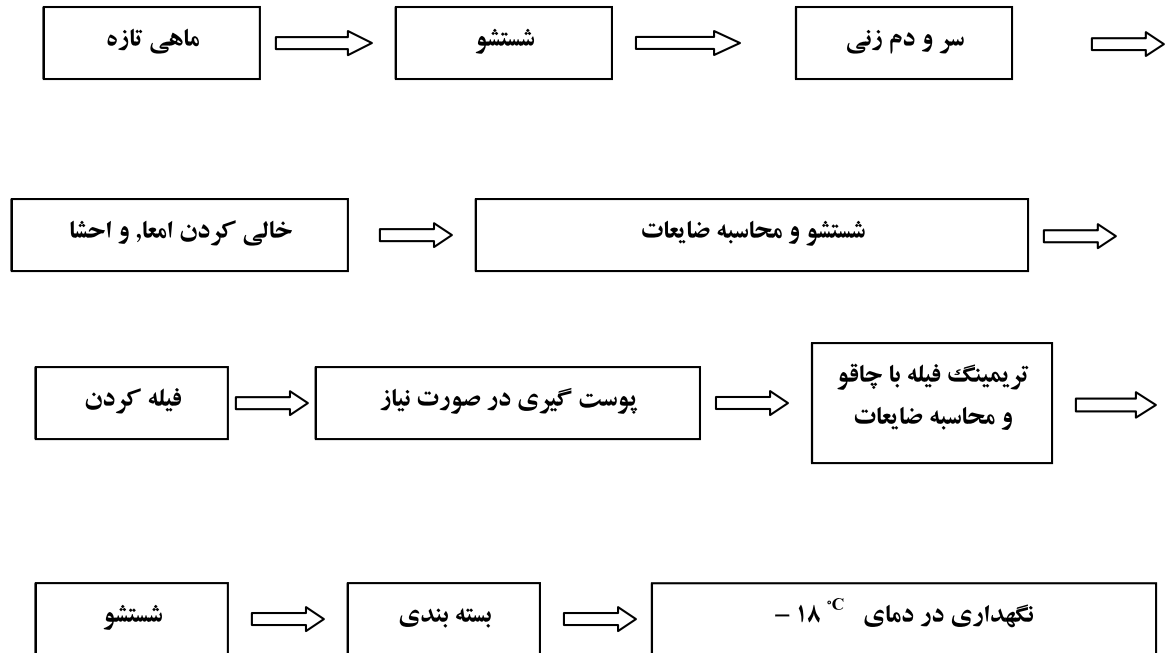 ماهی تازه
شستشو
سر و دم زنی
خالی کردن امعا, و احشا
شستشو و محاسبه ضایعات
فیله کردن
پوست گیری در صورت نیاز
تریمینگ فیله با چاقو
و محاسبه ضایعات
شستشو
بسته بندی
نگهداری در دمای ۱۸ °C –